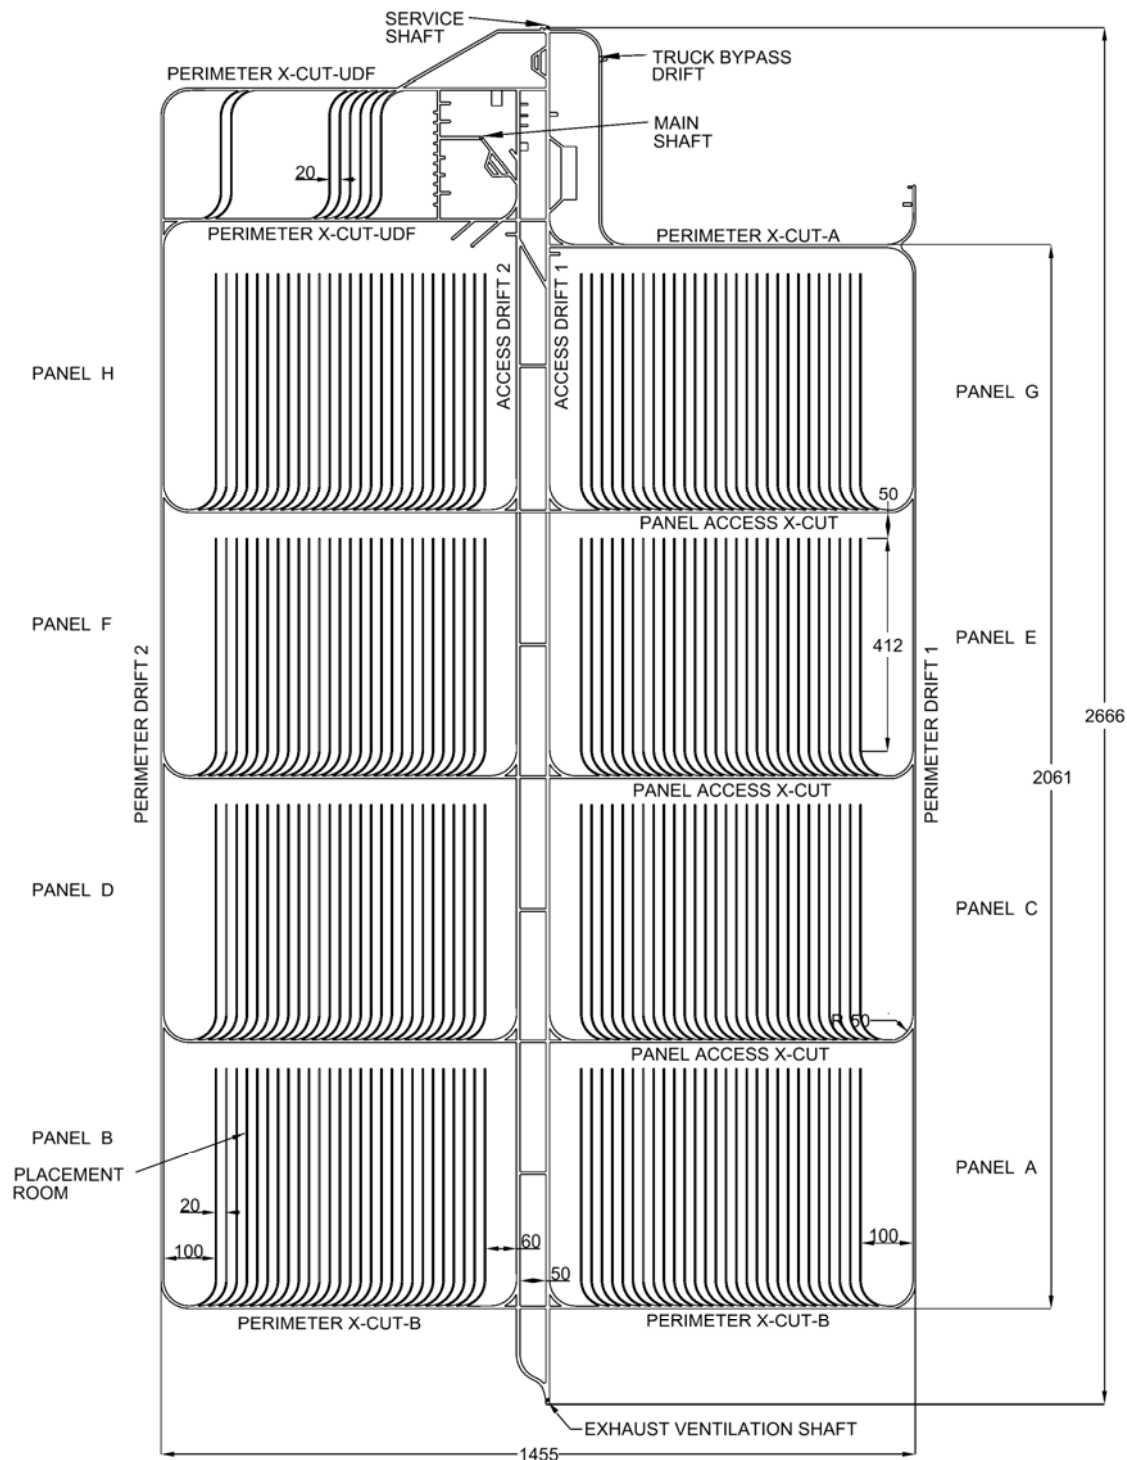 SERVICE
SHAFT
TRUCK BYPASS
DRIFT
PERIMETER X-CUT-UDF
MAIN
SHAFT
20
PERIMETER X-CUT-UDF
PERIMETER X-CUT-A
ACCESS DRIFT 2
ACCESS DRIFT 1
PANEL H
PANEL G
50
PANEL ACCESS X-CUT
PANEL F
PANEL E
412
PERIMETER DRIFT 2
PERIMETER DRIFT 1
2666
2061
PANEL ACCESS X-CUT
PANEL D
PANEL C
R 50
PANEL ACCESS X-CUT
PANEL B
PANEL A
PLACEMENT
ROOM
20
100
60
100
50
PERIMETER X-CUT-B
PERIMETER X-CUT-B
EXHAUST VENTILATION SHAFT
1455